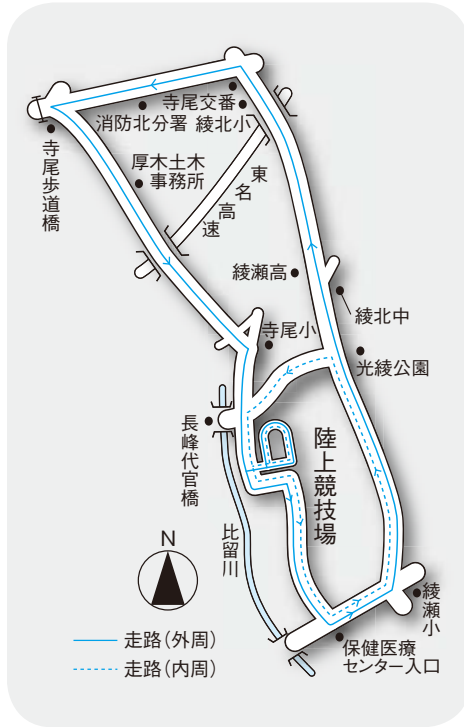 寺尾交番
消防北分署
綾北小
寺尾歩道橋
厚木土木
事務所
東名高速
綾瀬高
綾北中
寺尾小
光綾公園
長峰代官橋
陸上競技場
比留川
N
綾瀬小
保健医療
センター入口
走路(外周)
走路(内周)